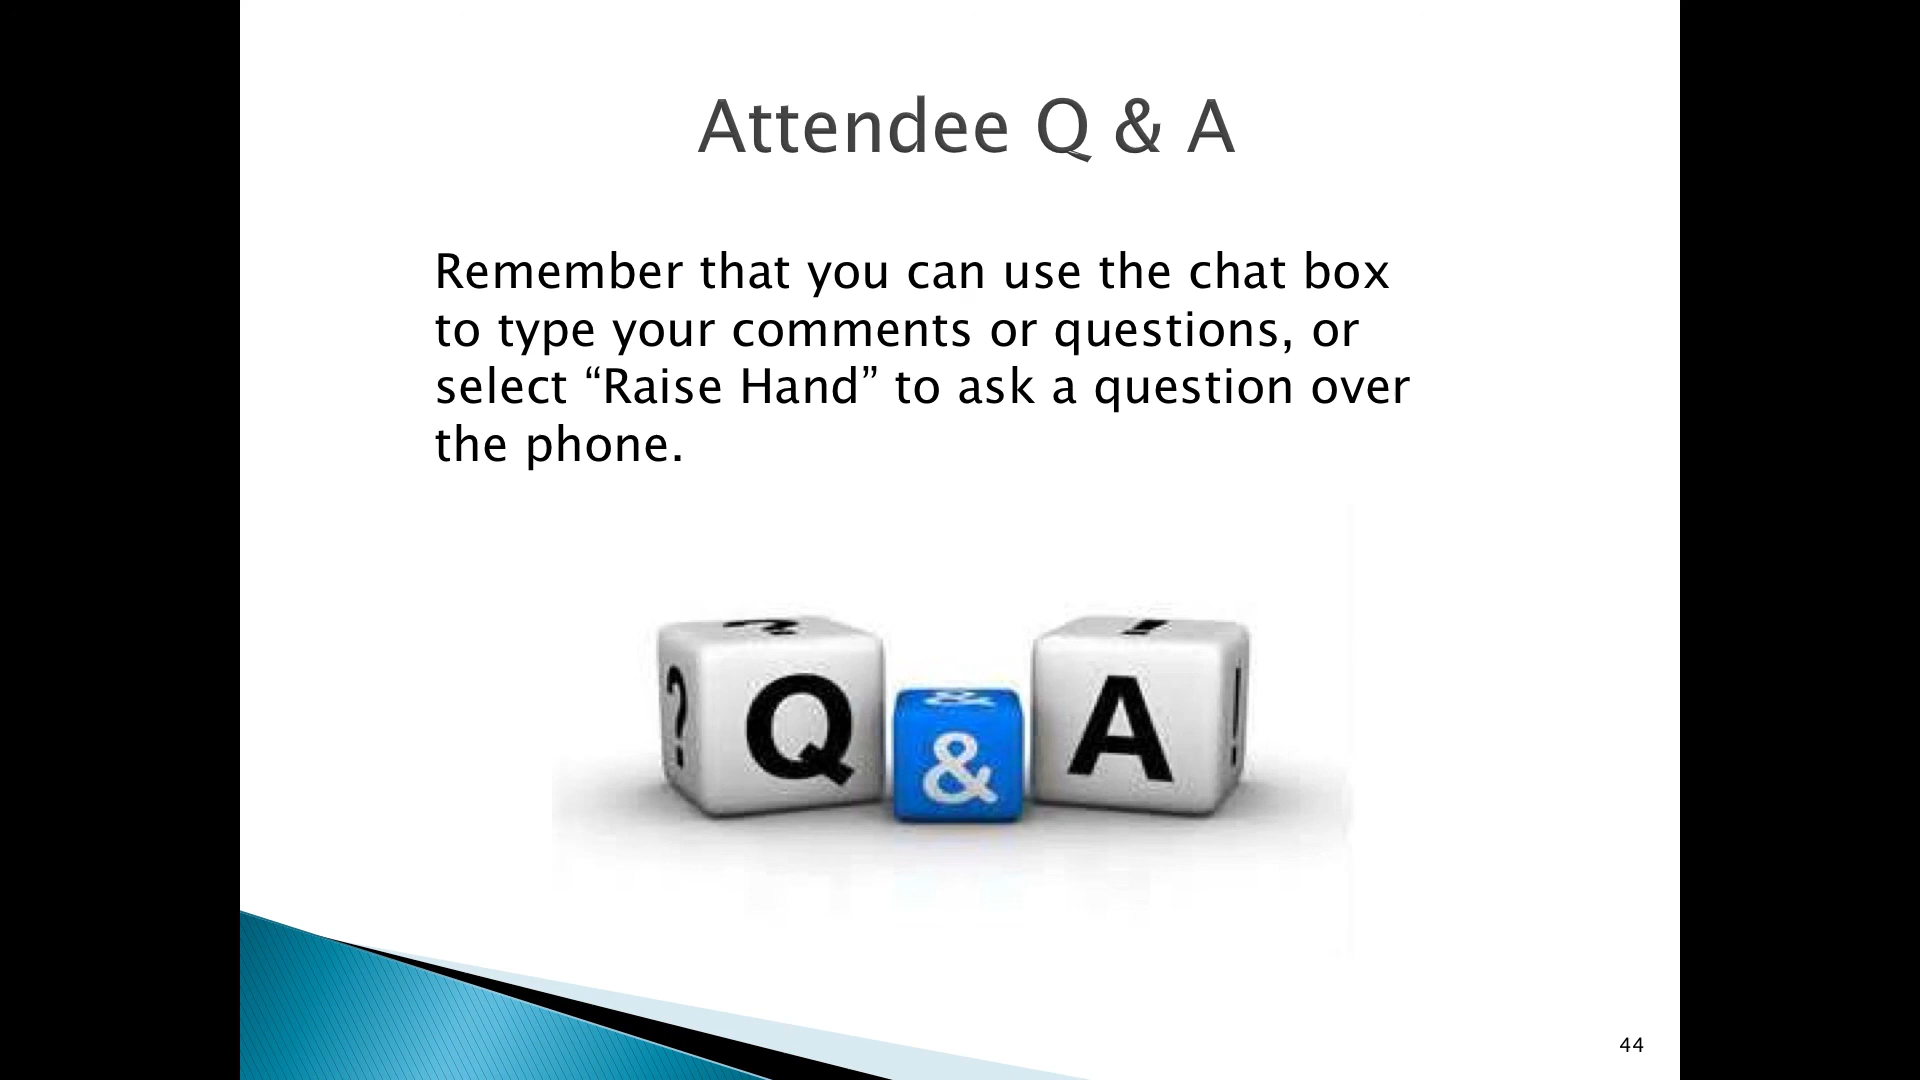 Attendee Q & A
Remember that you can use the chat box
to type your comments or questions, or
select “Raise Hand” to ask a question over
the phone.
? ? Q & & A ! !
44